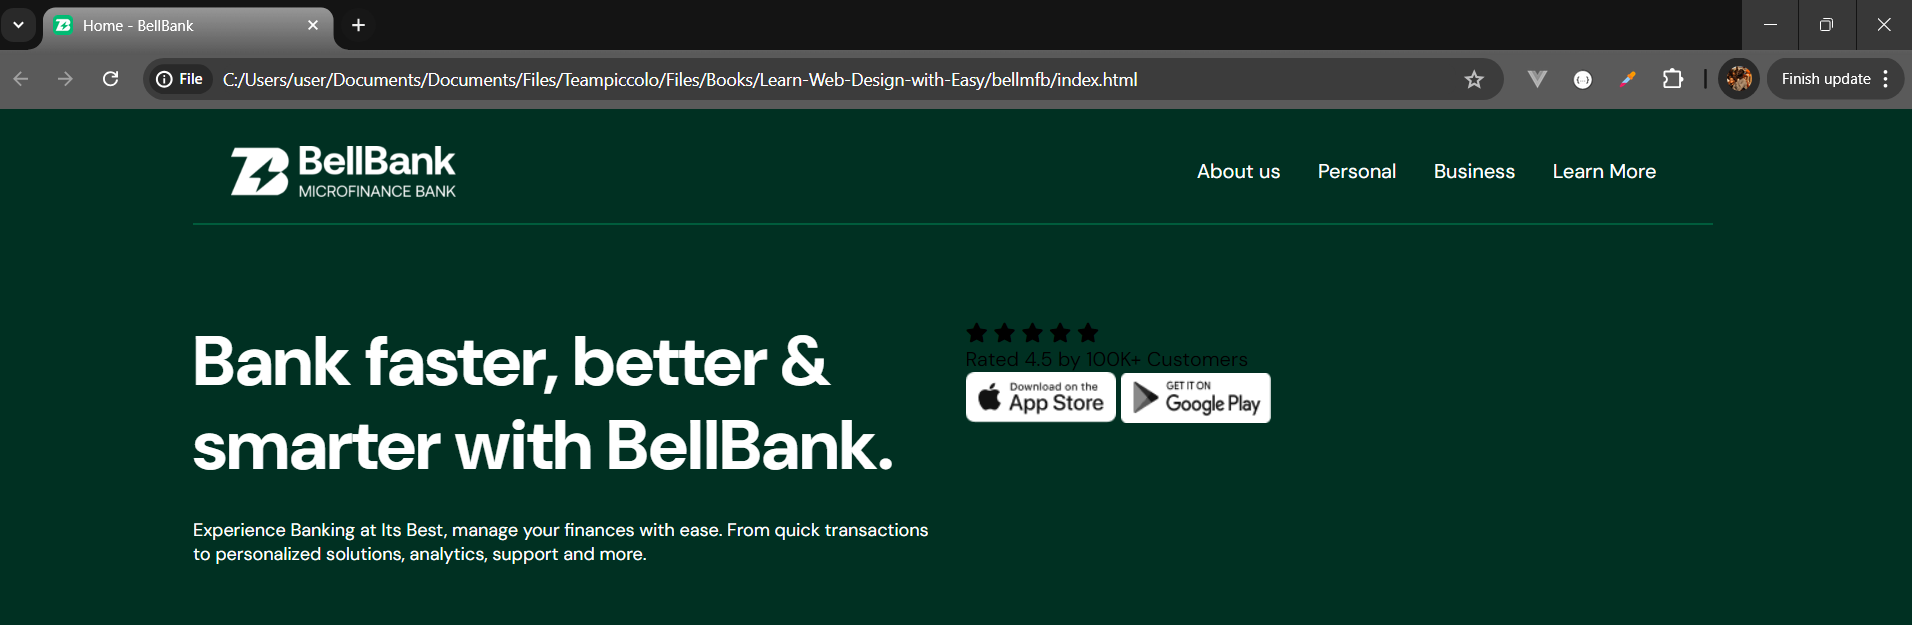 Home - BellBank
File
C:/Users/user/Documents/Documents/Files/Teampiccolo/Files/Books/Learn-Web-Design-with-Easy/bellmfb/index.html
Finish update
BellBank
MICROFINANCE BANK
About us
Personal
Business
Learn More
Bank faster, better &
smarter with BellBank.
Experience Banking at Its Best, manage your finances with ease. From quick transactions
to personalized solutions, analytics, support and more.
Rated 4.5 by 100K+ Customers
Download on the
App Store
GET IT ON
Google Play